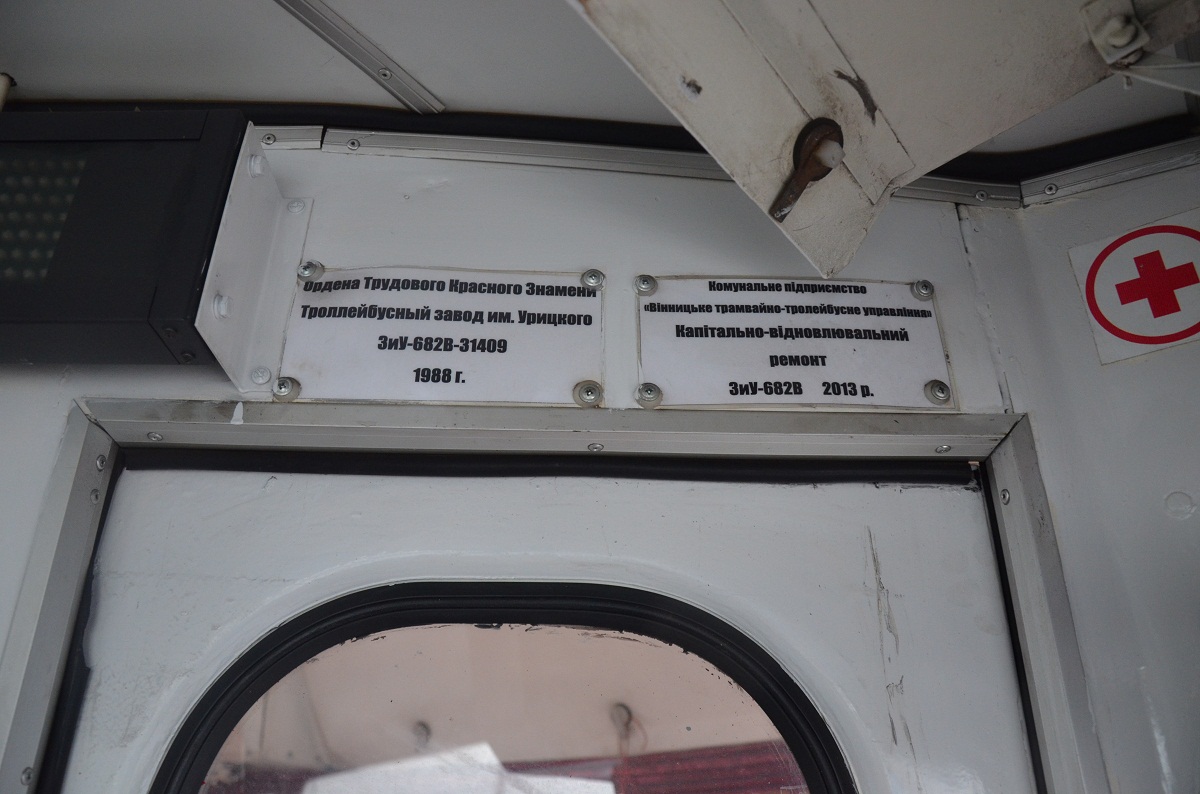 Ордена Трудового Красного Знамени
Троллейбусный завод им. Урицкого
ЗиУ-682В-31409
1988 г.
Комунальне підприємство
«Вінницьке трамвайно-тролейбусне управління»
Капітально-відновлювальний
ремонт
ЗиУ-682В 2013 р.